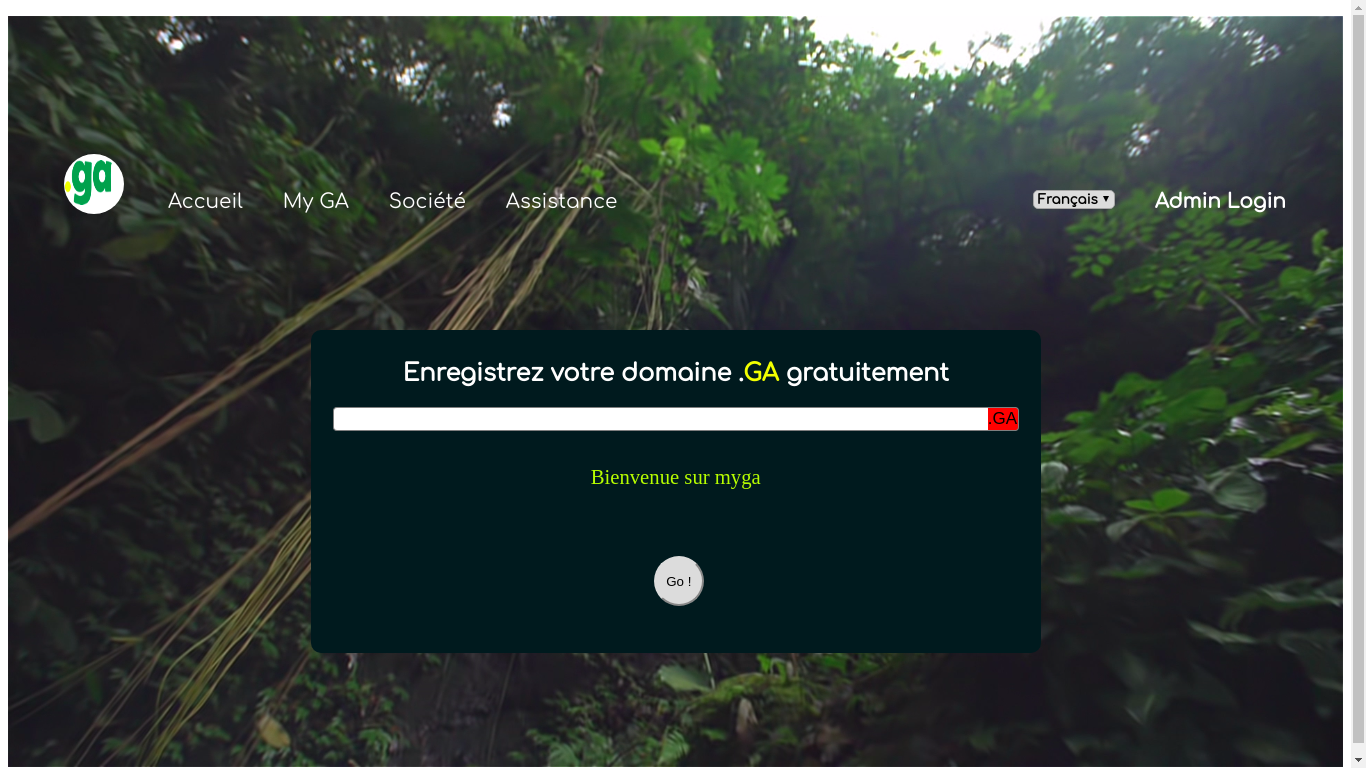 .ga
Accueil
My GA
Société
Assistance
Français ▼
Admin Login
Enregistrez votre domaine .GA gratuitement
.GA
Bienvenue sur myga
Go !